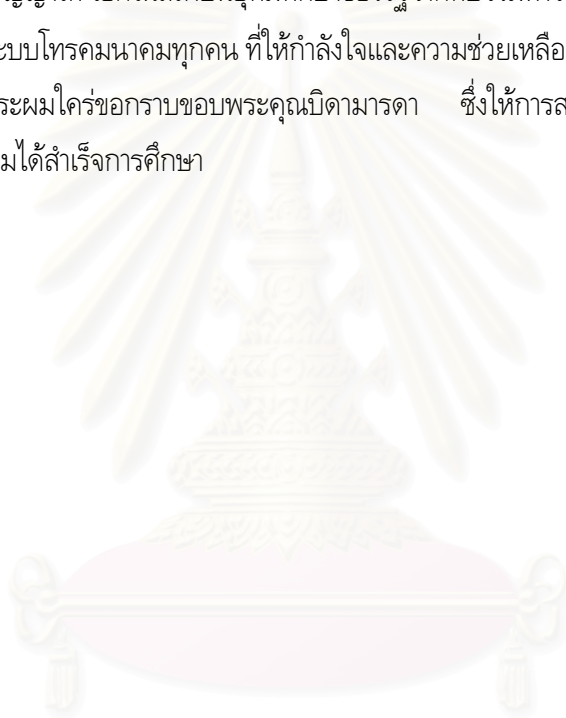 ะบบโทรคมนาคมทุกคน ที่ให้กำลังใจและความช่วยเหลือ
ระผมใคร่ขอกราบขอบพระคุณบิดามารดา ซึ่งให้การส
มได้สำเร็จการศึกษา